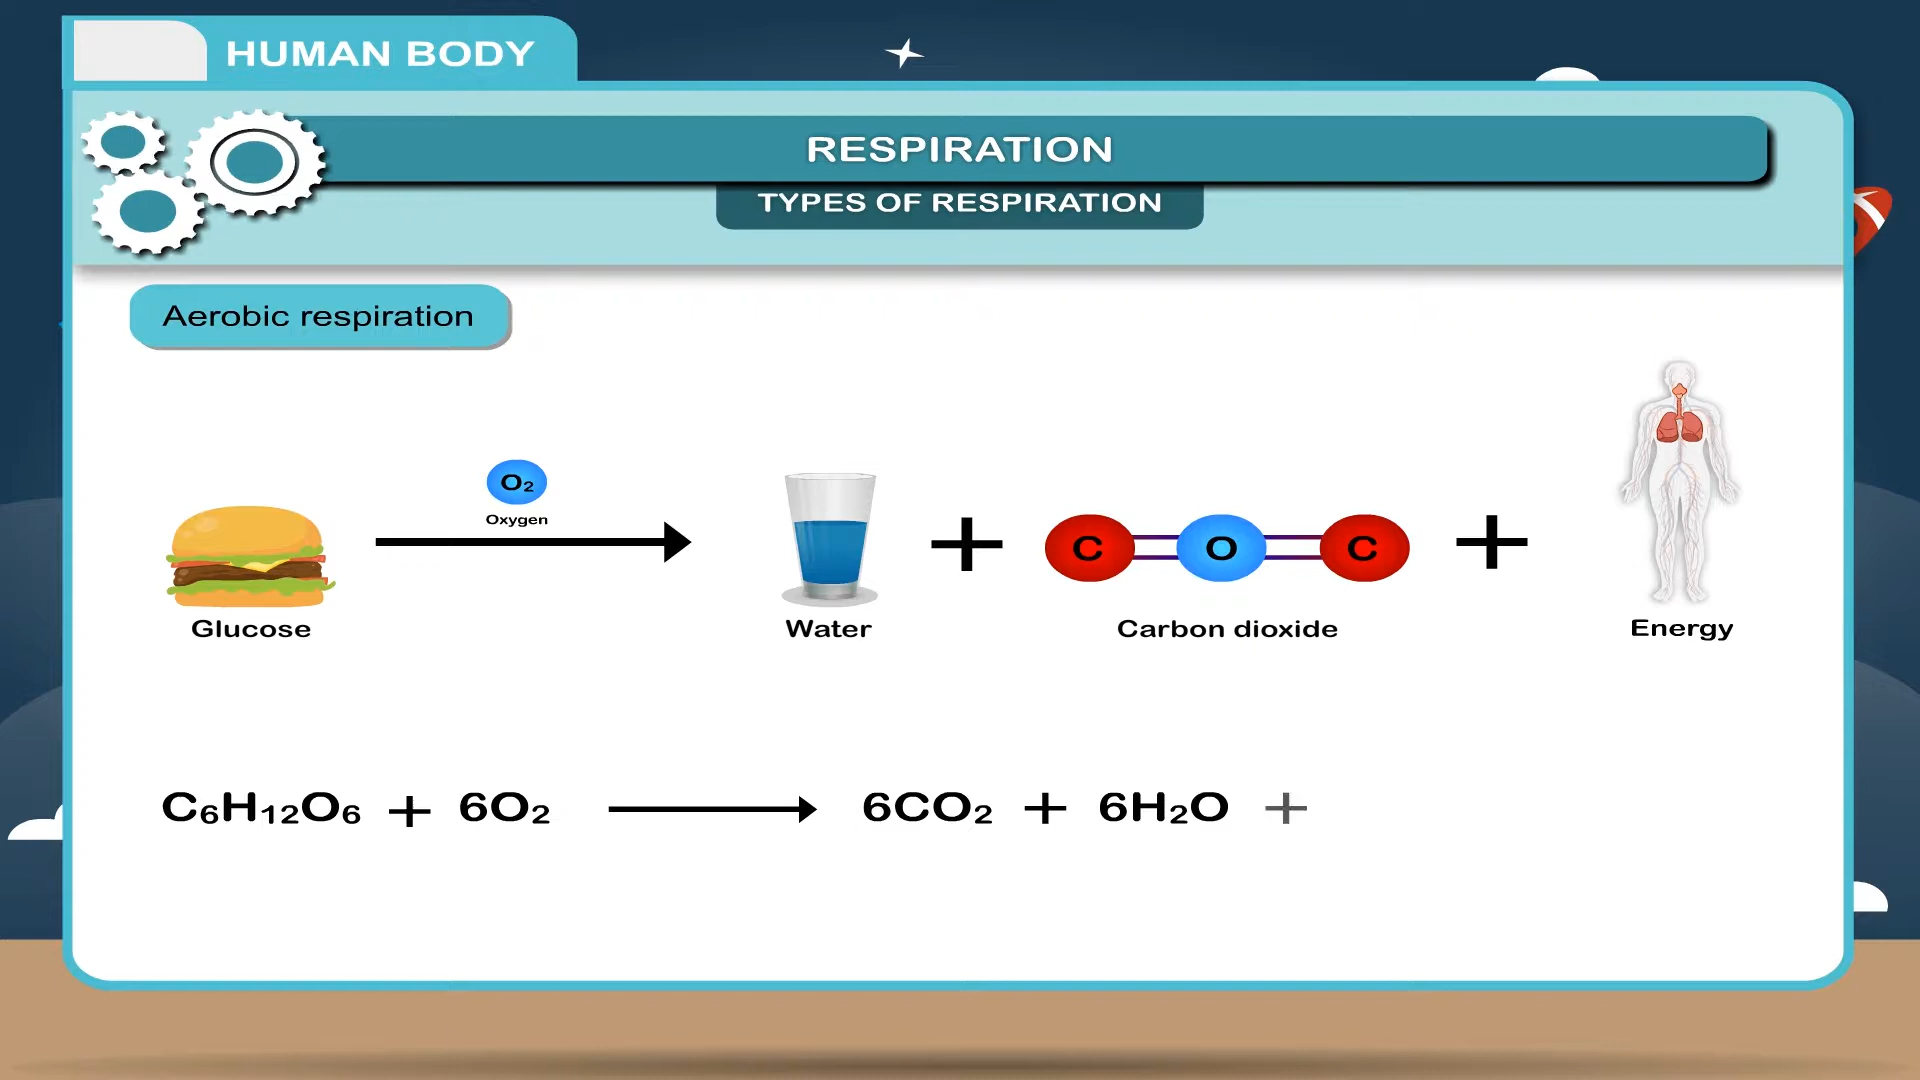 HUMAN BODY
RESPIRATION
TYPES OF RESPIRATION
Aerobic respiration
O₂
Oxygen
C O C
Glucose
Water
Carbon dioxide
Energy
+ +
C₆H₁₂O₆ + 6O₂ → 6CO₂ + 6H₂O +